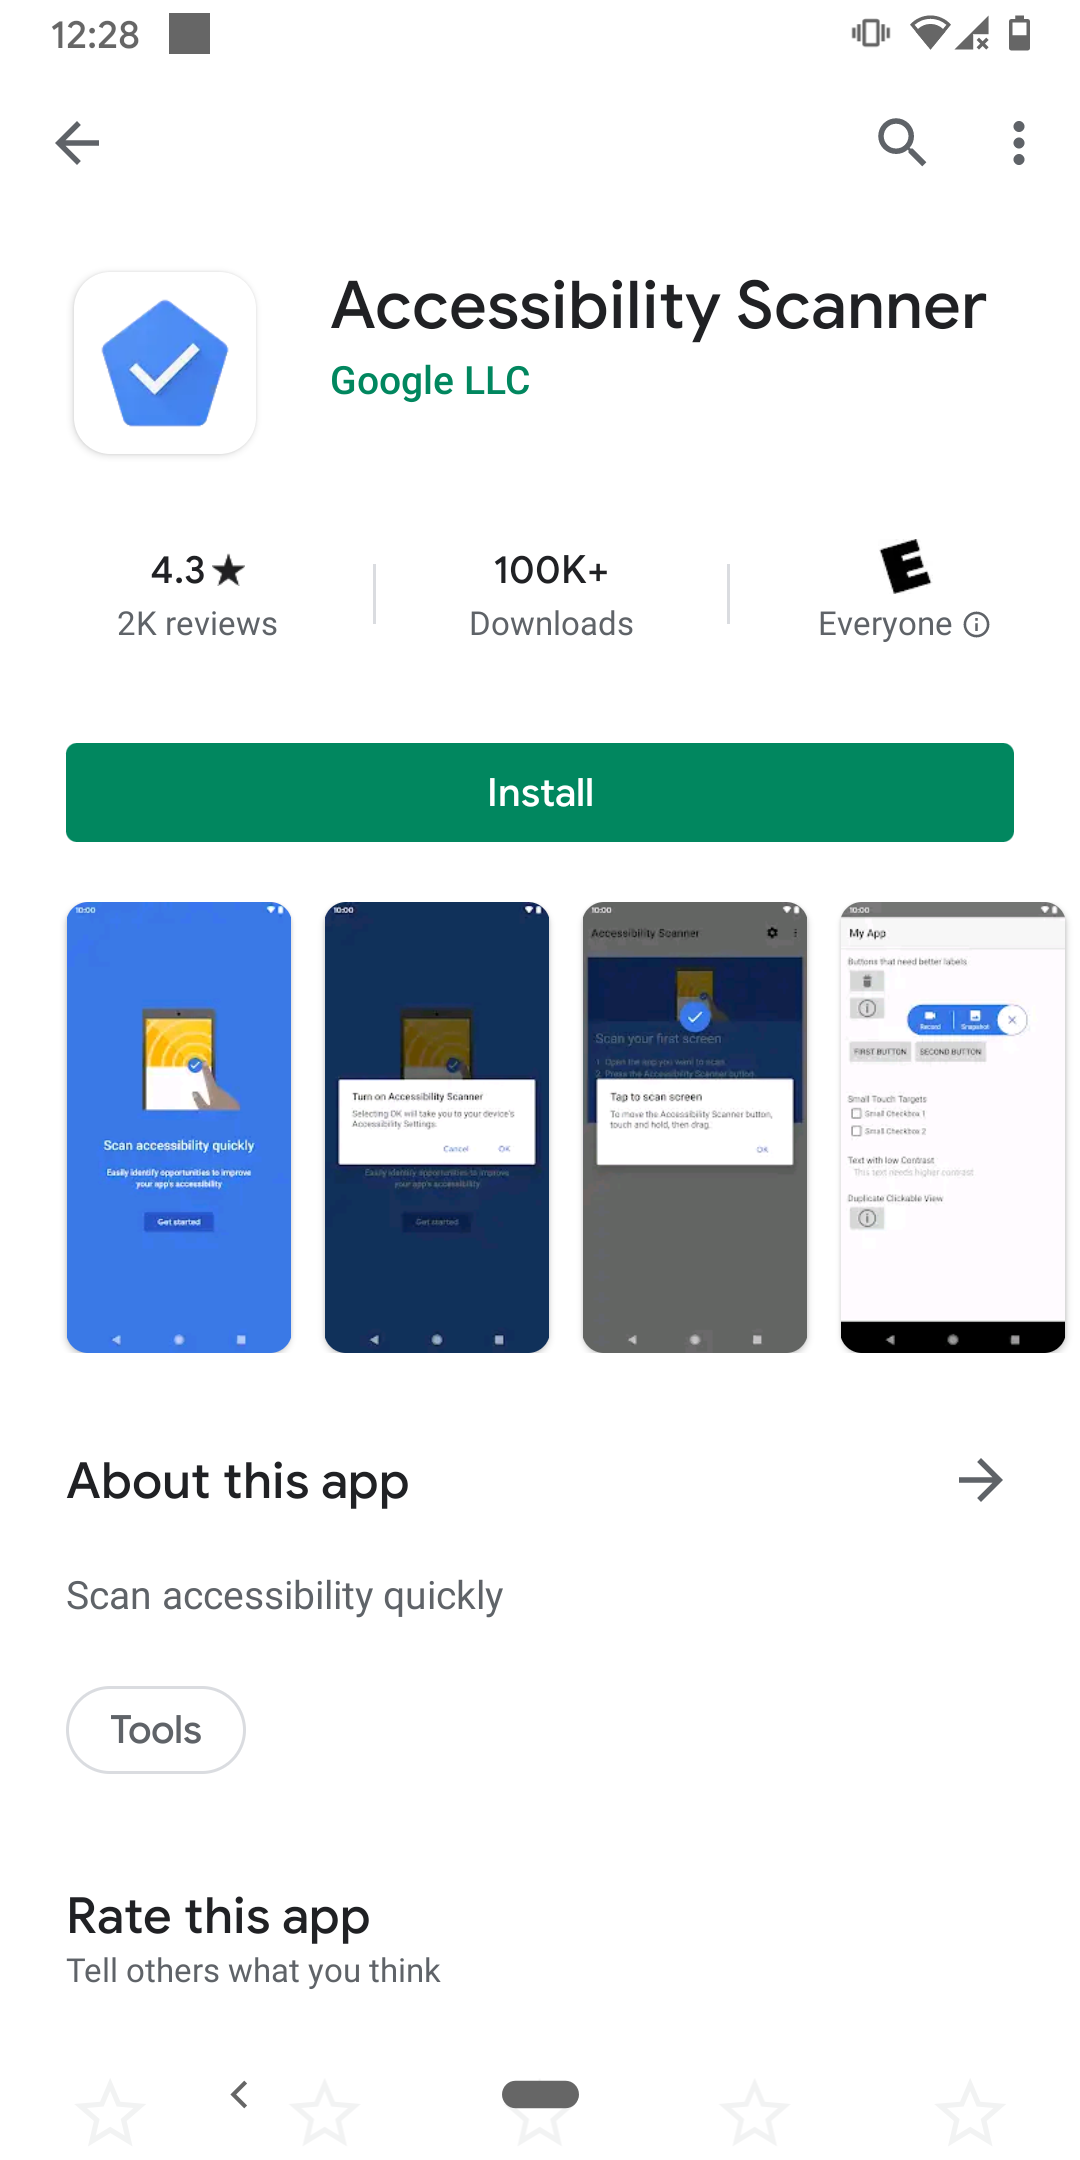 12:28
Accessibility Scanner
Google LLC
4.3★
2K reviews
100K+
Downloads
E
Everyone
Install
10:00
Scan accessibility quickly
Easily identify opportunities to improve
your app's accessibility
Get started
10:00
Turn on Accessibility Scanner
Selecting OK will take you to your device's
Accessibility Settings.
Cancel
OK
Easily identify opportunities to improve
your app's accessibility
Get started
10:00
Accessibility Scanner
Scan your first screen
1. Open the app you want to scan
2. Press the Accessibility Scanner button
Tap to scan screen
To move the Accessibility Scanner button,
touch and hold, then drag.
OK
10:00
My App
Buttons that need better labels
Record
Snapshot
FIRST BUTTON
SECOND BUTTON
Small Touch Targets
Small Checkbox 1
Small Checkbox 2
Text with low Contrast
This text needs higher contrast
Duplicate Clickable View
About this app
Scan accessibility quickly
Tools
Rate this app
Tell others what you think